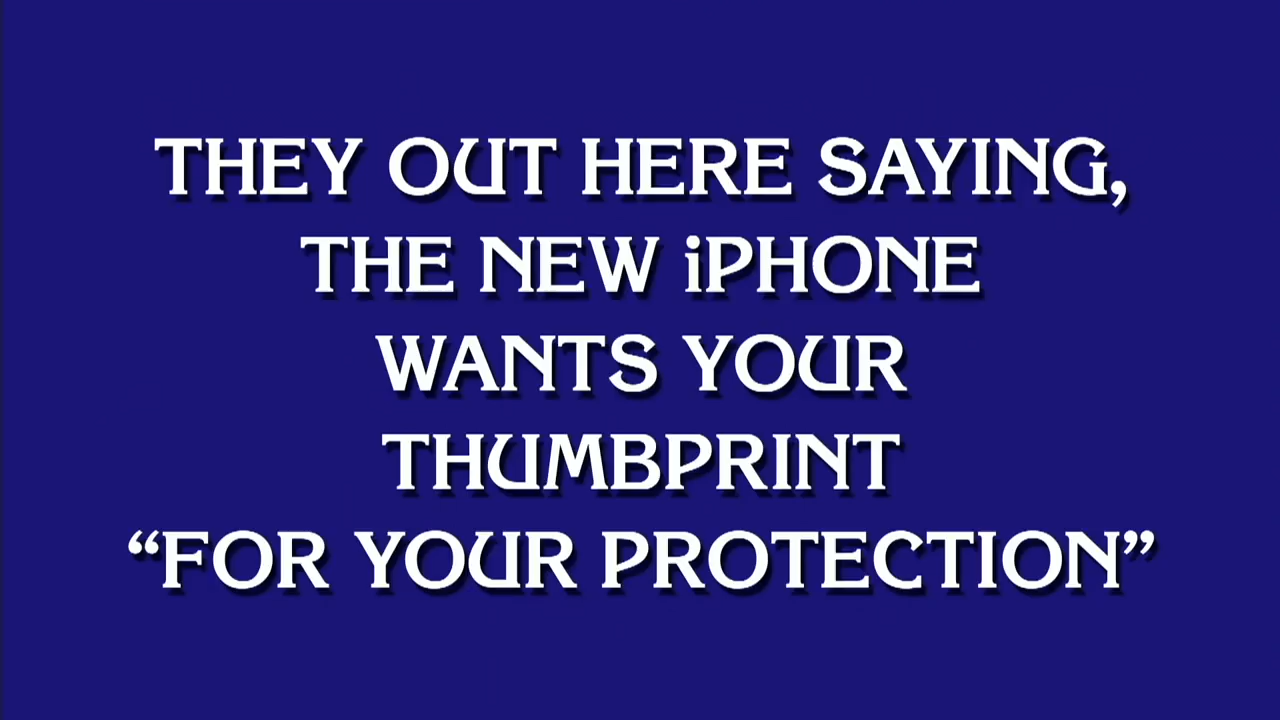 THEY OUT HERE SAYING,
THE NEW iPHONE
WANTS YOUR
THUMBPRINT
“FOR YOUR PROTECTION”